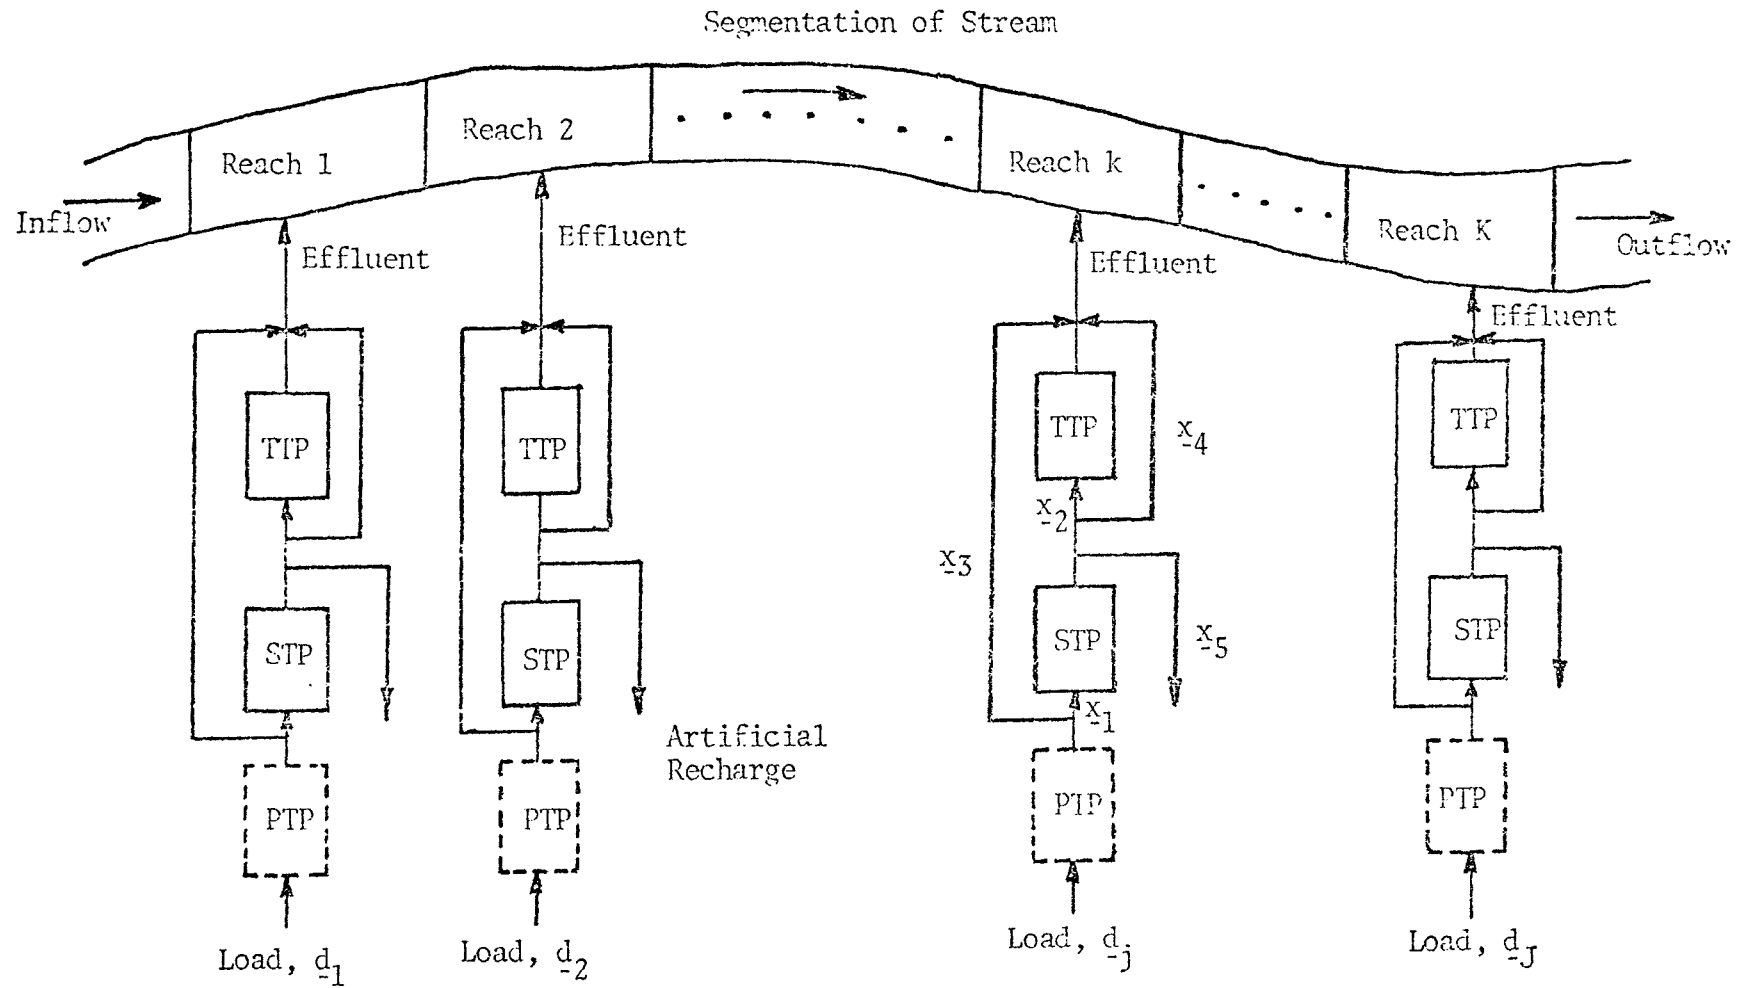 Segmentation of Stream
Reach 1
Reach 2
Reach k
Reach K
Inflow
Outflow
Effluent
Effluent
Effluent
Effluent
TTP
TTP
TTP
TTP
x4
x2
x3
STP
STP
STP
STP
x5
x1
Artificial
Recharge
PTP
PTP
PTP
PTP
Load, d1
Load, d2
Load, dj
Load, dJ